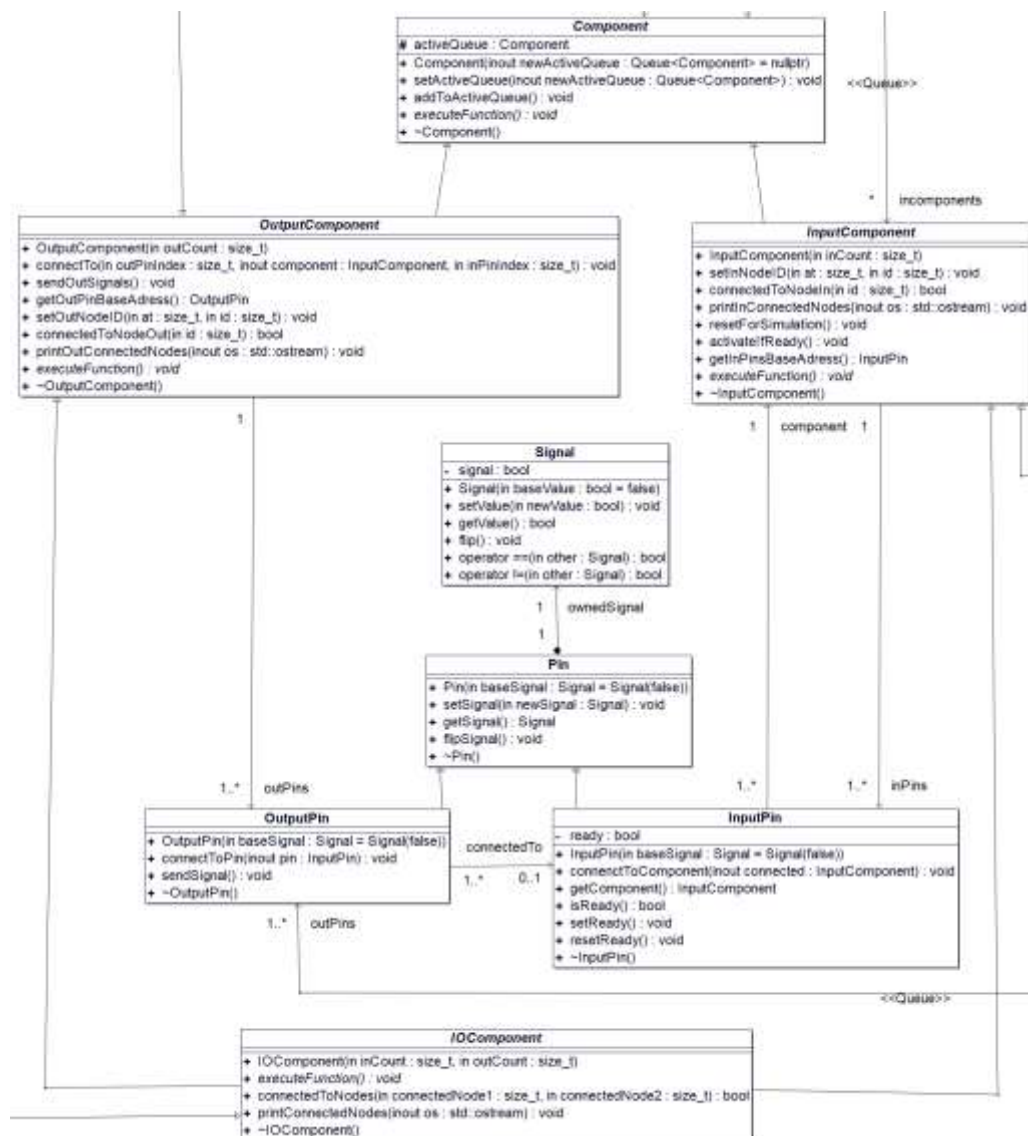 Component
# activeQueue : Component
+ Component(inout newActiveQueue : Queue<Component> = nullptr)
+ setActiveQueue(inout newActiveQueue : Queue<Component>) : void
+ addToActiveQueue() : void
+ executeFunction() : void
+ ~Component()
<<Queue>>
* incomponents
OutputComponent
+ OutputComponent(in outCount : size_t)
+ connectTo(in outPinIndex : size_t, inout component : InputComponent, in inPinIndex : size_t) : void
+ sendOutSignals() : void
+ getOutPinBaseAdress() : OutputPin
+ setOutNodeID(in at : size_t, in id : size_t) : void
+ connectedToNodeOut(in id : size_t) : bool
+ printOutConnectedNodes(inout os : std::ostream) : void
+ executeFunction() : void
+ ~OutputComponent()
InputComponent
+ InputComponent(in inCount : size_t)
+ setInNodeID(in at : size_t, in id : size_t) : void
+ connectedToNodeIn(in id : size_t) : bool
+ printInConnectedNodes(inout os : std::ostream) : void
+ resetForSimulation() : void
+ activateIfReady() : void
+ getInPinsBaseAdress() : InputPin
+ executeFunction() : void
+ ~InputComponent()
1
1 component 1
Signal
- signal : bool
+ Signal(in baseValue : bool = false)
+ setValue(in newValue : bool) : void
+ getValue() : bool
+ flip() : void
+ operator ==(in other : Signal) : bool
+ operator !=(in other : Signal) : bool
1 ownedSignal
1
Pin
+ Pin(in baseSignal : Signal = Signal(false))
+ setSignal(in newSignal : Signal) : void
+ getSignal() : Signal
+ flipSignal() : void
+ ~Pin()
1..* outPins
1..*
1..* inPins
OutputPin
+ OutputPin(in baseSignal : Signal = Signal(false))
+ connectToPin(inout pin : InputPin) : void
+ sendSignal() : void
+ ~OutputPin()
connectedTo
1..* 0..1
InputPin
- ready : bool
+ InputPin(in baseSignal : Signal = Signal(false))
+ connenctToComponent(inout connected : InputComponent) : void
+ getComponent() : InputComponent
+ isReady() : bool
+ setReady() : void
+ resetReady() : void
+ ~InputPin()
1..* outPins
<<Queue>>
IOComponent
+ IOComponent(in inCount : size_t, in outCount : size_t)
+ executeFunction() : void
+ connectedToNodes(in connectedNode1 : size_t, in connectedNode2 : size_t) : bool
+ printConnectedNodes(inout os : std::ostream) : void
+ ~IOComponent()